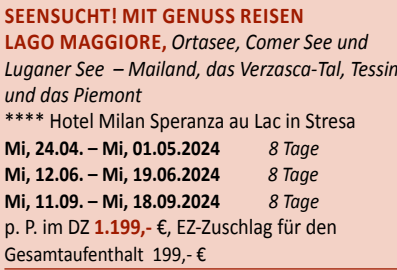 SEENSUCHT! MIT GENUSS REISEN
LAGO MAGGIORE, Ortasee, Comer See und
Luganer See – Mailand, das Verzasca-Tal, Tessin
und das Piemont
**** Hotel Milan Speranza au Lac in Stresa
Mi, 24.04. – Mi, 01.05.2024 8 Tage
Mi, 12.06. – Mi, 19.06.2024 8 Tage
Mi, 11.09. – Mi, 18.09.2024 8 Tage
p. P. im DZ 1.199,- €, EZ-Zuschlag für den
Gesamtaufenthalt 199,- €